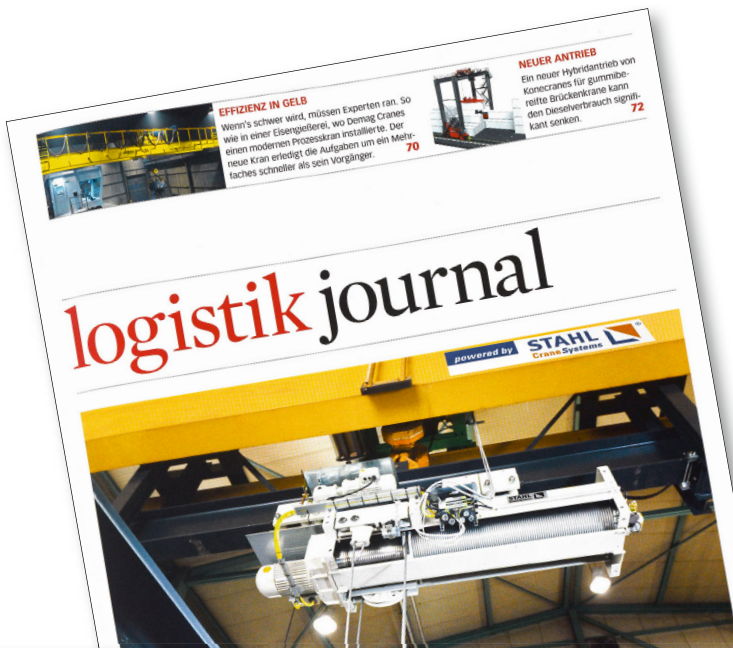 EFFIZIENZ IN GELB
Wenn's schwer wird, müssen Experten ran. So
wie in einer Eisengießerei, wo Demag Cranes
einen modernen Prozesskran installierte. Der
neue Kran erledigt die Aufgaben um ein Mehr-
faches schneller als sein Vorgänger. 70
NEUER ANTRIEB
Ein neuer Hybridantrieb von
Konecranes für gummibe-
reifte Brückenkrane kann
den Dieselverbrauch signifi-
kant senken. 72
logistik journal
powered by STAHL
CraneSystems ®
STAHL